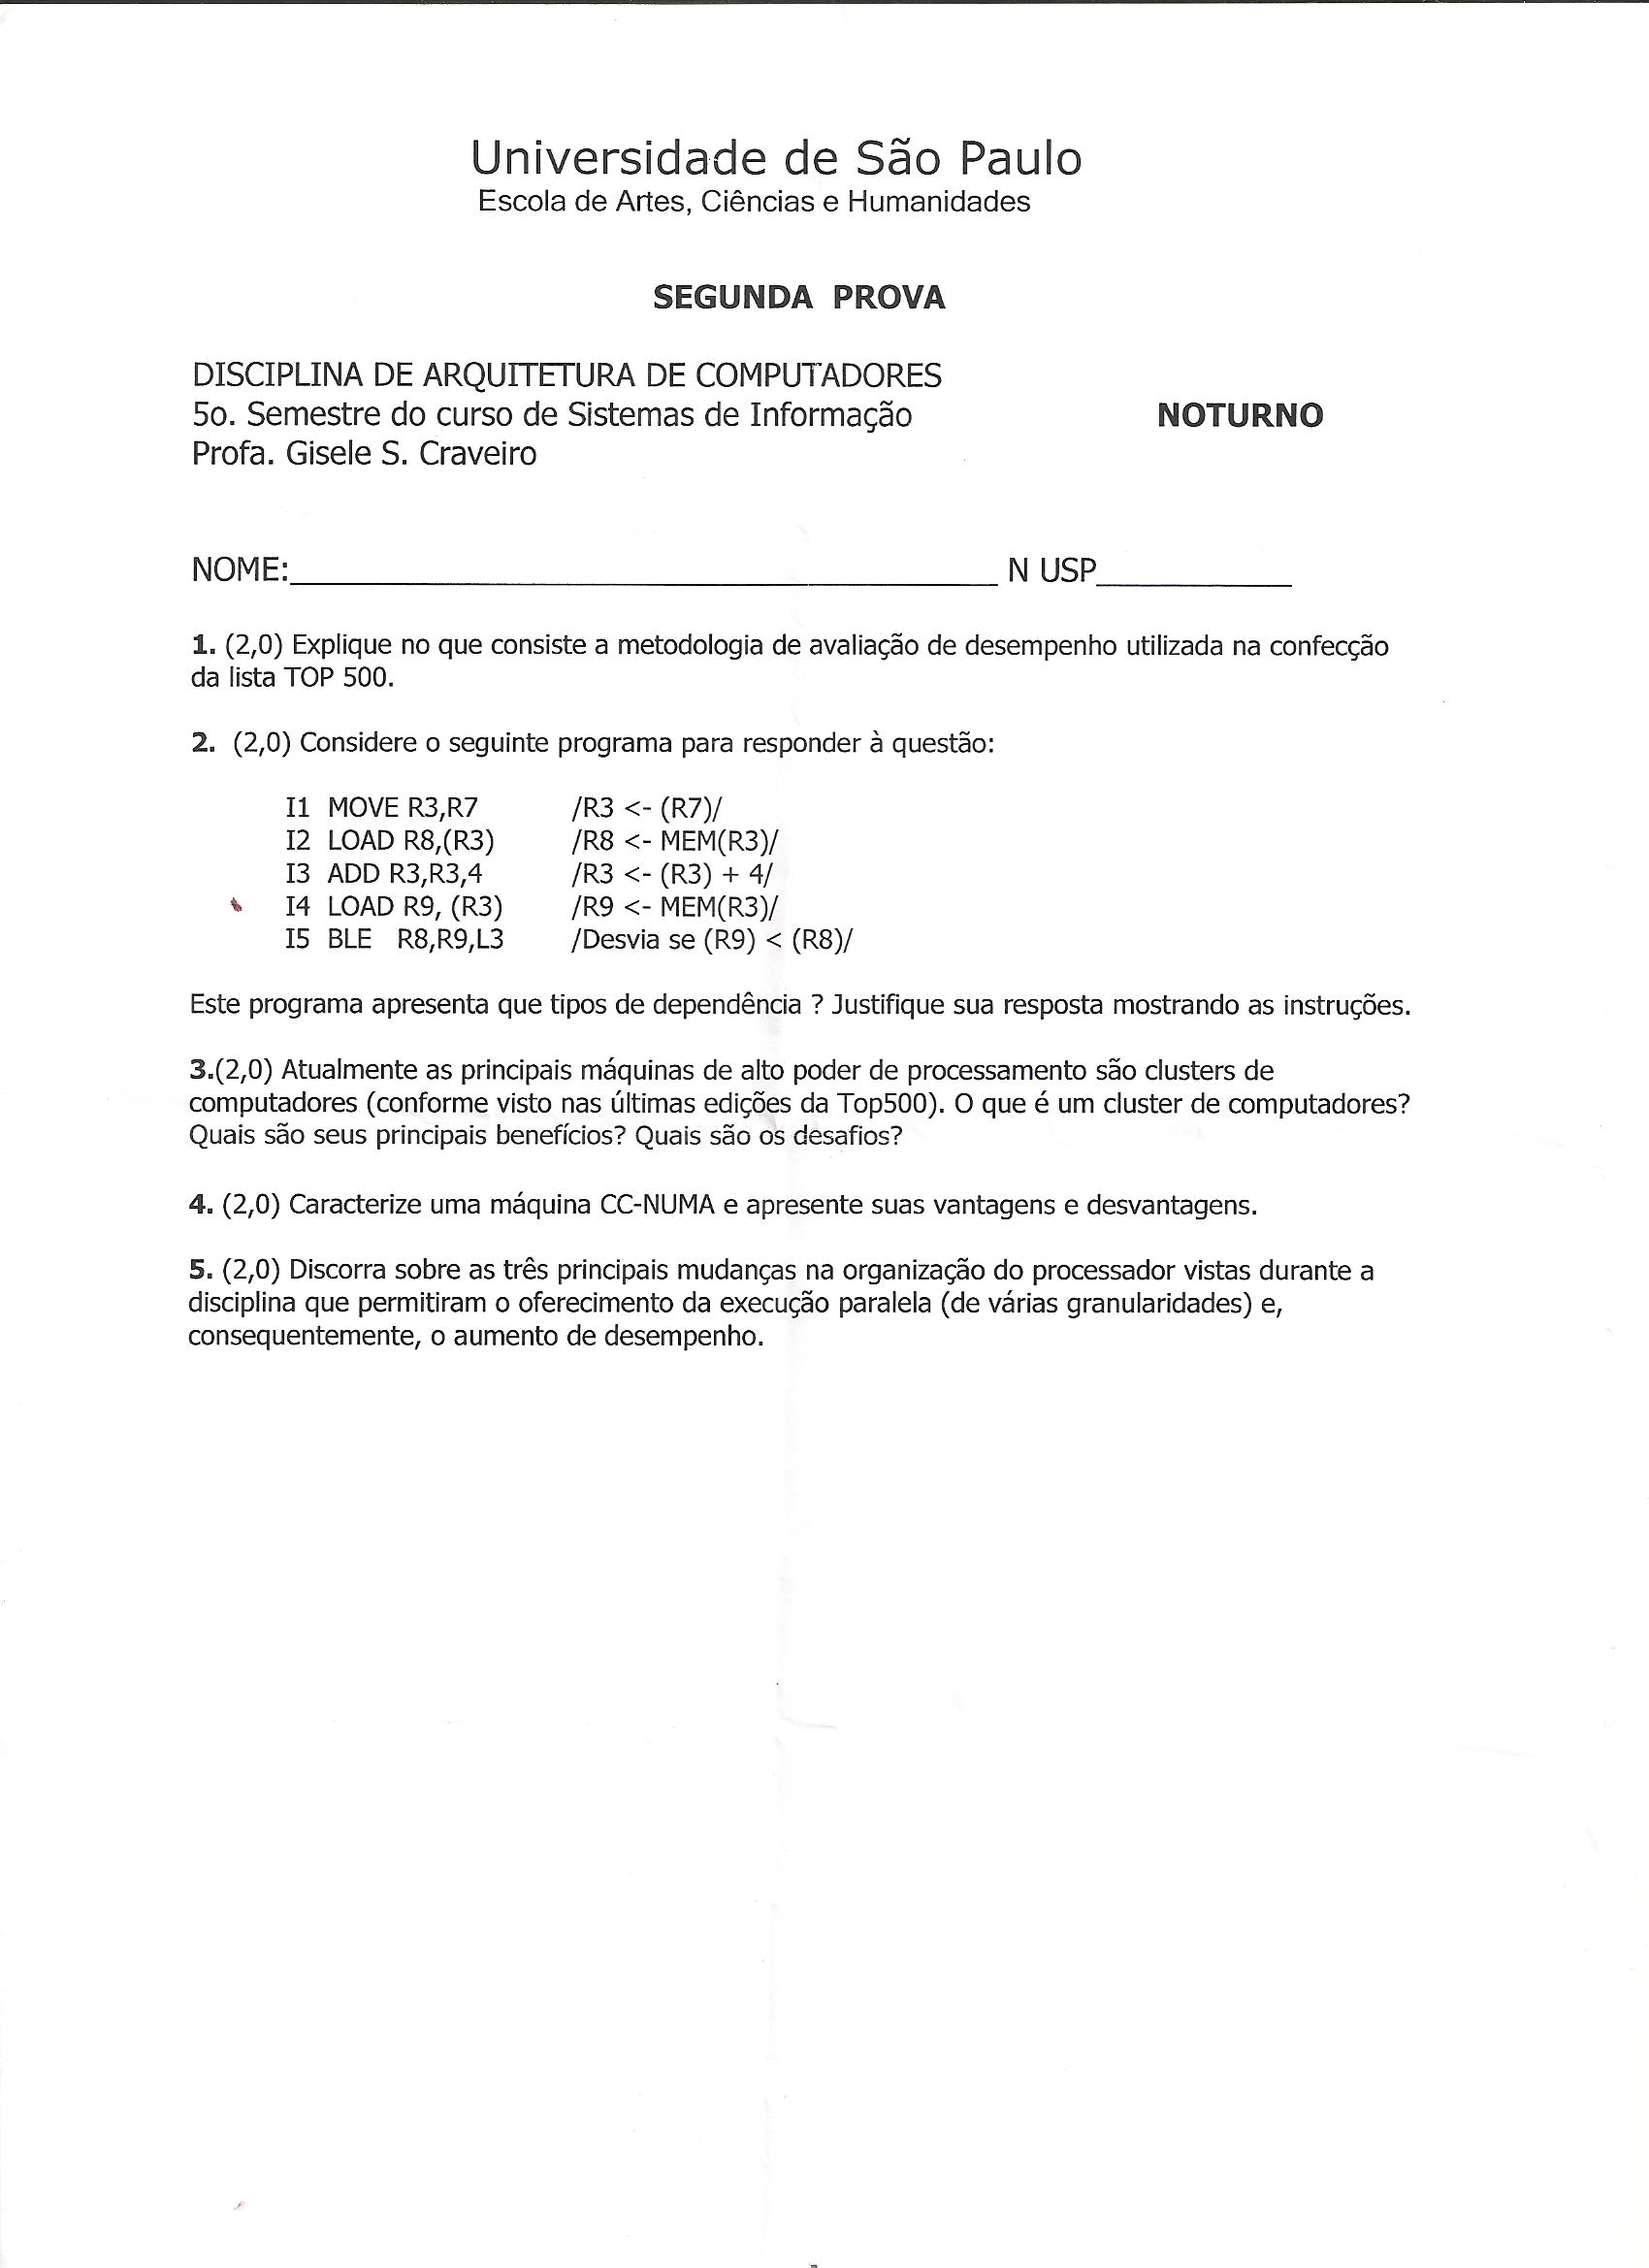 Universidade de São Paulo
Escola de Artes, Ciências e Humanidades
SEGUNDA PROVA
DISCIPLINA DE ARQUITETURA DE COMPUTADORES
5o. Semestre do curso de Sistemas de Informação NOTURNO
Profa. Gisele S. Craveiro
NOME:__________________________________________ N USP___________
1. (2,0) Explique no que consiste a metodologia de avaliação de desempenho utilizada na confecção
da lista TOP 500.
2. (2,0) Considere o seguinte programa para responder à questão:
I1 MOVE R3,R7 /R3 <- (R7)/
I2 LOAD R8,(R3) /R8 <- MEM(R3)/
I3 ADD R3,R3,4 /R3 <- (R3) + 4/
I4 LOAD R9, (R3) /R9 <- MEM(R3)/
I5 BLE R8,R9,L3 /Desvia se (R9) < (R8)/
Este programa apresenta que tipos de dependência ? Justifique sua resposta mostrando as instruções.
3.(2,0) Atualmente as principais máquinas de alto poder de processamento são clusters de
computadores (conforme visto nas últimas edições da Top500). O que é um cluster de computadores?
Quais são seus principais benefícios? Quais são os desafios?
4. (2,0) Caracterize uma máquina CC-NUMA e apresente suas vantagens e desvantagens.
5. (2,0) Discorra sobre as três principais mudanças na organização do processador vistas durante a
disciplina que permitiram o oferecimento da execução paralela (de várias granularidades) e,
consequentemente, o aumento de desempenho.